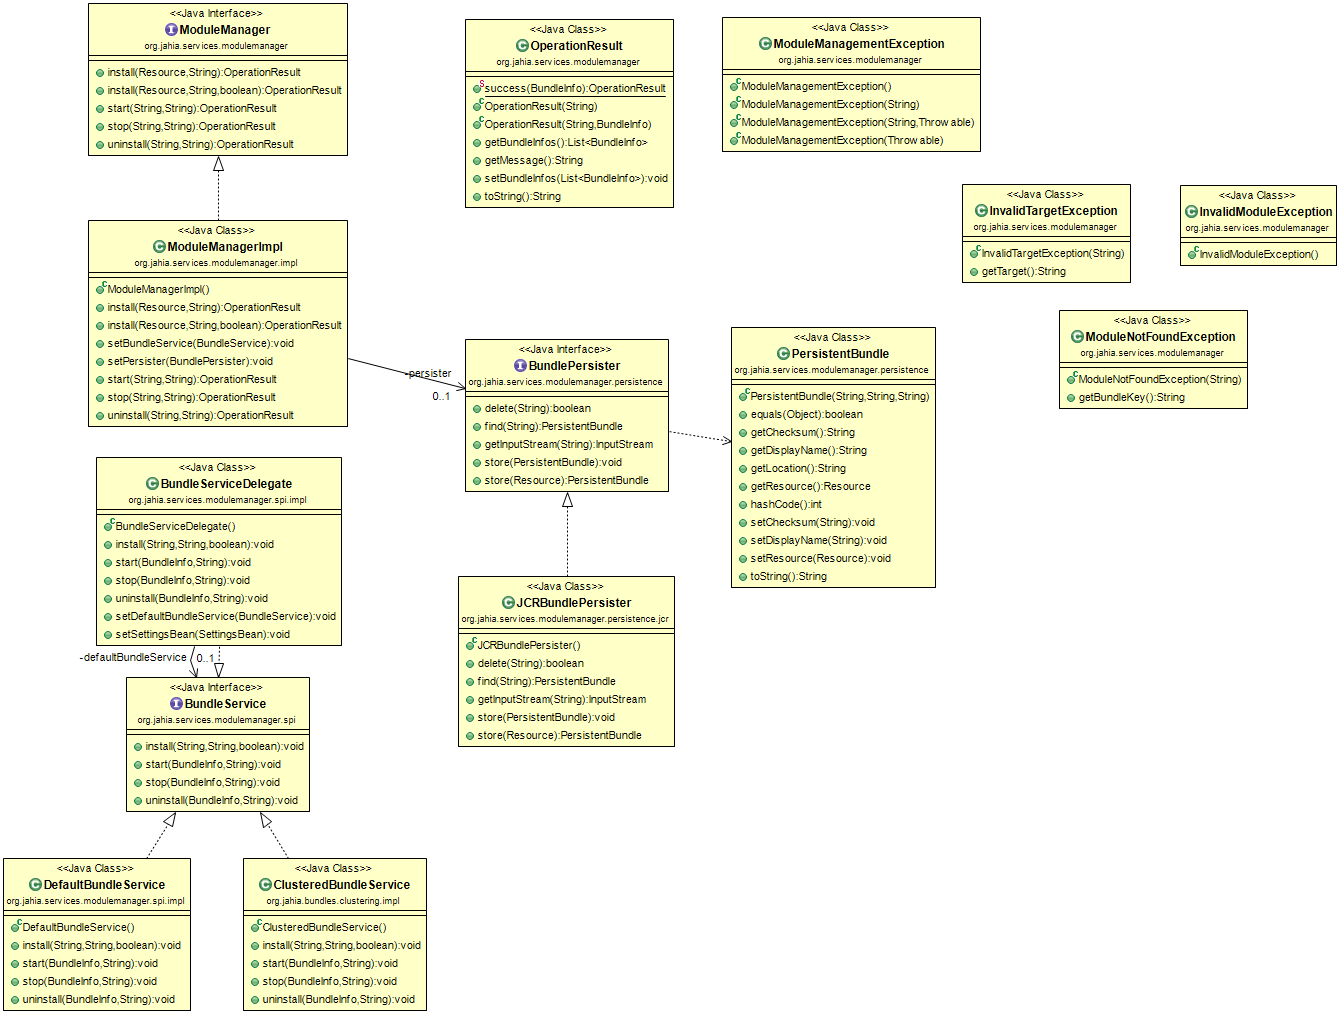 <<Java Interface>>
ModuleManager
org.jahia.services.modulemanager
install(Resource,String):OperationResult
install(Resource,String,boolean):OperationResult
start(String,String):OperationResult
stop(String,String):OperationResult
uninstall(String,String):OperationResult
<<Java Class>>
OperationResult
org.jahia.services.modulemanager
success(BundleInfo):OperationResult
OperationResult(String)
OperationResult(String,BundleInfo)
getBundleInfos():List<BundleInfo>
getMessage():String
setBundleInfos(List<BundleInfo>):void
toString():String
<<Java Class>>
ModuleManagementException
org.jahia.services.modulemanager
ModuleManagementException()
ModuleManagementException(String)
ModuleManagementException(String,Throwable)
ModuleManagementException(Throwable)
<<Java Class>>
InvalidTargetException
org.jahia.services.modulemanager
InvalidTargetException(String)
getTarget():String
<<Java Class>>
InvalidModuleException
org.jahia.services.modulemanager
InvalidModuleException()
<<Java Class>>
ModuleManagerImpl
org.jahia.services.modulemanager.impl
ModuleManagerImpl()
install(Resource,String):OperationResult
install(Resource,String,boolean):OperationResult
setBundleService(BundleService):void
setPersister(BundlePersister):void
start(String,String):OperationResult
stop(String,String):OperationResult
uninstall(String,String):OperationResult
-persister
0..1
<<Java Interface>>
BundlePersister
org.jahia.services.modulemanager.persistence
delete(String):boolean
find(String):PersistentBundle
getInputStream(String):InputStream
store(PersistentBundle):void
store(Resource):PersistentBundle
<<Java Class>>
PersistentBundle
org.jahia.services.modulemanager.persistence
PersistentBundle(String,String,String)
equals(Object):boolean
getChecksum():String
getDisplayName():String
getLocation():String
getResource():Resource
hashCode():int
setChecksum(String):void
setDisplayName(String):void
setResource(Resource):void
toString():String
<<Java Class>>
ModuleNotFoundException
org.jahia.services.modulemanager
ModuleNotFoundException(String)
getBundleKey():String
<<Java Class>>
BundleServiceDelegate
org.jahia.services.modulemanager.spi.impl
BundleServiceDelegate()
install(String,String,boolean):void
start(BundleInfo,String):void
stop(BundleInfo,String):void
uninstall(BundleInfo,String):void
setDefaultBundleService(BundleService):void
setSettingsBean(SettingsBean):void
-defaultBundleService
0..1
<<Java Class>>
JCRBundlePersister
org.jahia.services.modulemanager.persistence.jcr
JCRBundlePersister()
delete(String):boolean
find(String):PersistentBundle
getInputStream(String):InputStream
store(PersistentBundle):void
store(Resource):PersistentBundle
<<Java Interface>>
BundleService
org.jahia.services.modulemanager.spi
install(String,String,boolean):void
start(BundleInfo,String):void
stop(BundleInfo,String):void
uninstall(BundleInfo,String):void
<<Java Class>>
DefaultBundleService
org.jahia.services.modulemanager.spi.impl
DefaultBundleService()
install(String,String,boolean):void
start(BundleInfo,String):void
stop(BundleInfo,String):void
uninstall(BundleInfo,String):void
<<Java Class>>
ClusteredBundleService
org.jahia.bundles.clustering.impl
ClusteredBundleService()
install(String,String,boolean):void
start(BundleInfo,String):void
stop(BundleInfo,String):void
uninstall(BundleInfo,String):void